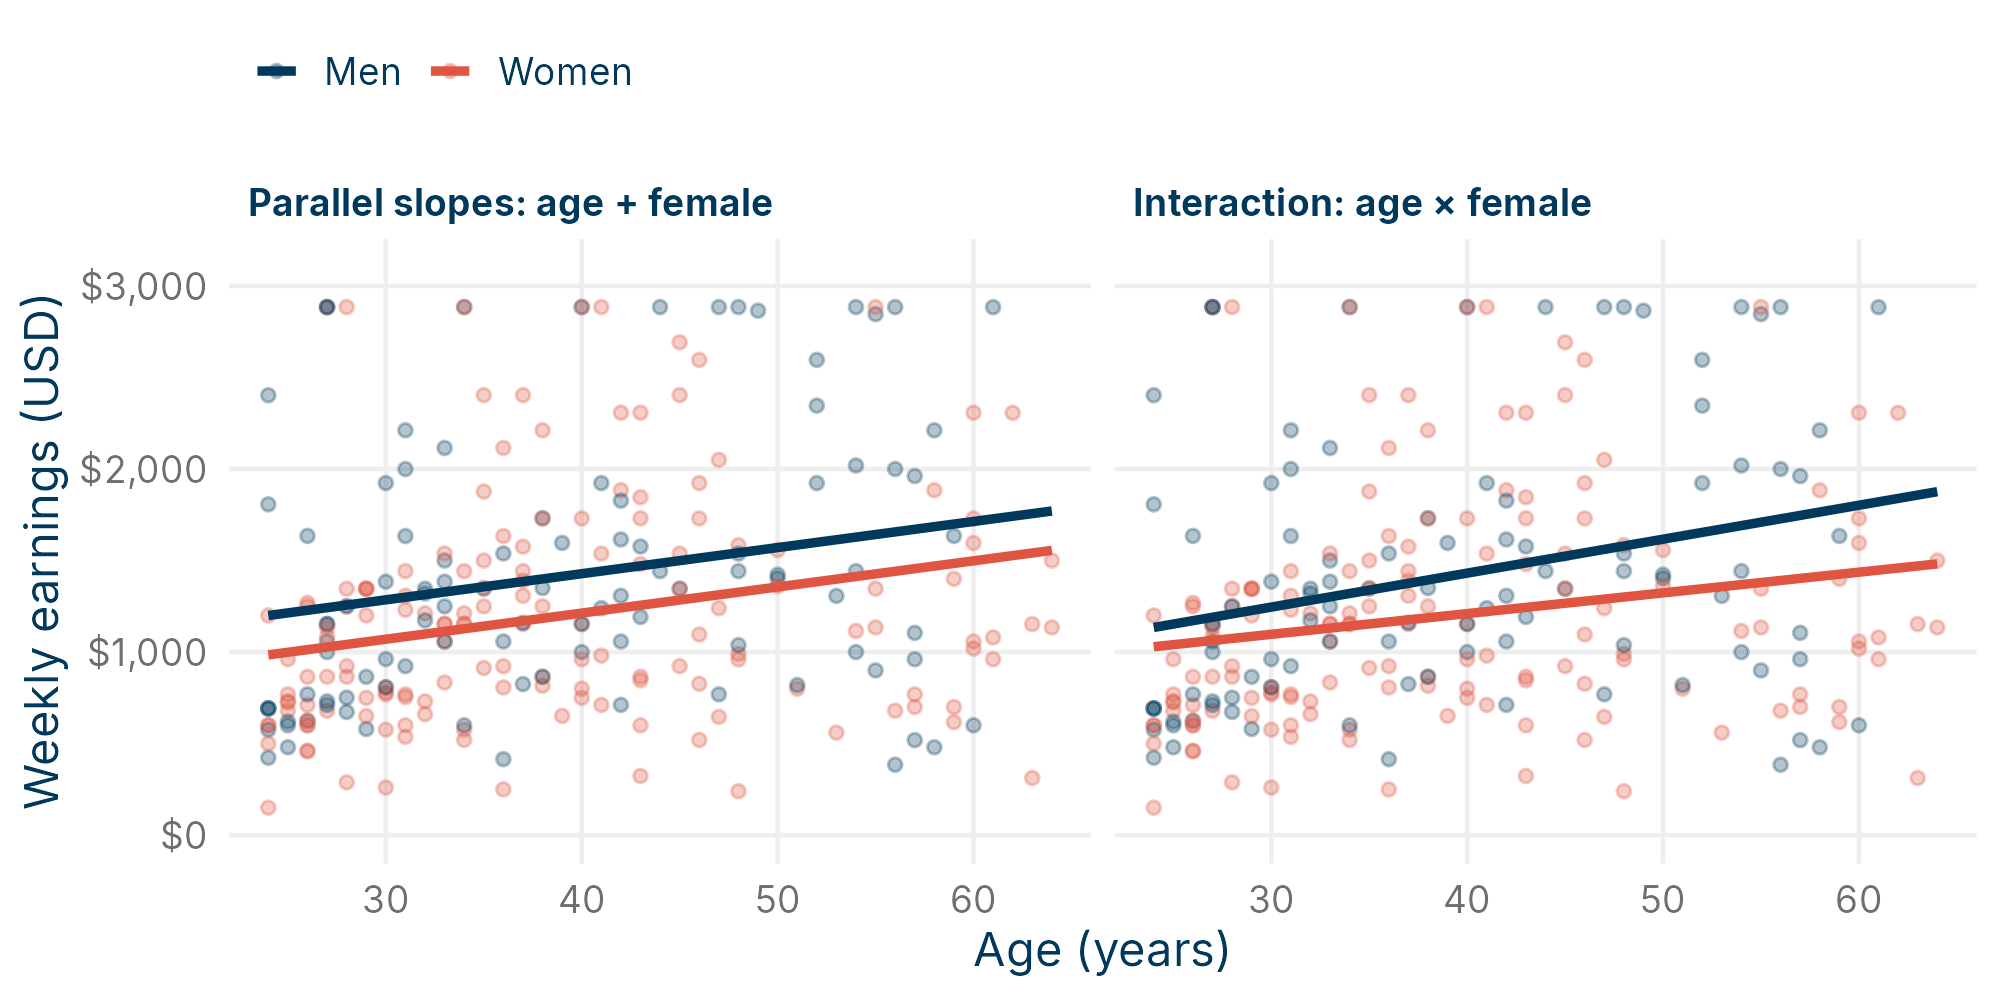 Men Women
Parallel slopes: age + female
Interaction: age × female
Weekly earnings (USD)
$3,000
$2,000
$1,000
$0
30 40 50 60
30 40 50 60
Age (years)